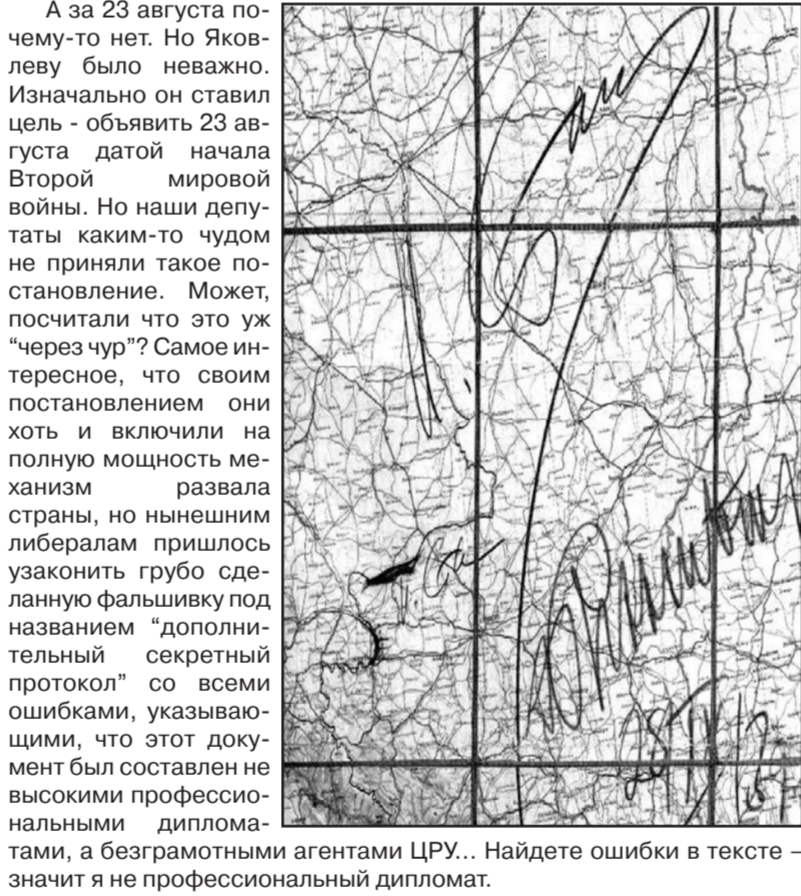 А за 23 августа по-
чему-то нет. Но Яков-
леву было неважно.
Изначально он ставил
цель - объявить 23 ав-
густа датой начала
Второй мировой
войны. Но наши депу-
таты каким-то чудом
не приняли такое по-
становление. Может,
посчитали что это уж
“через чур”? Самое ин-
тересное, что своим
постановлением они
хоть и включили на
полную мощность ме-
ханизм развала
страны, но нынешним
либералам пришлось
узаконить грубо сде-
ланную фальшивку под
названием “дополни-
тельный секретный
протокол” со всеми
ошибками, указываю-
щими, что этот доку-
мент был составлен не
высокими профессио-
нальными диплома-
тами, а безграмотными агентами ЦРУ... Найдете ошибки в тексте –
значит я не профессиональный дипломат.